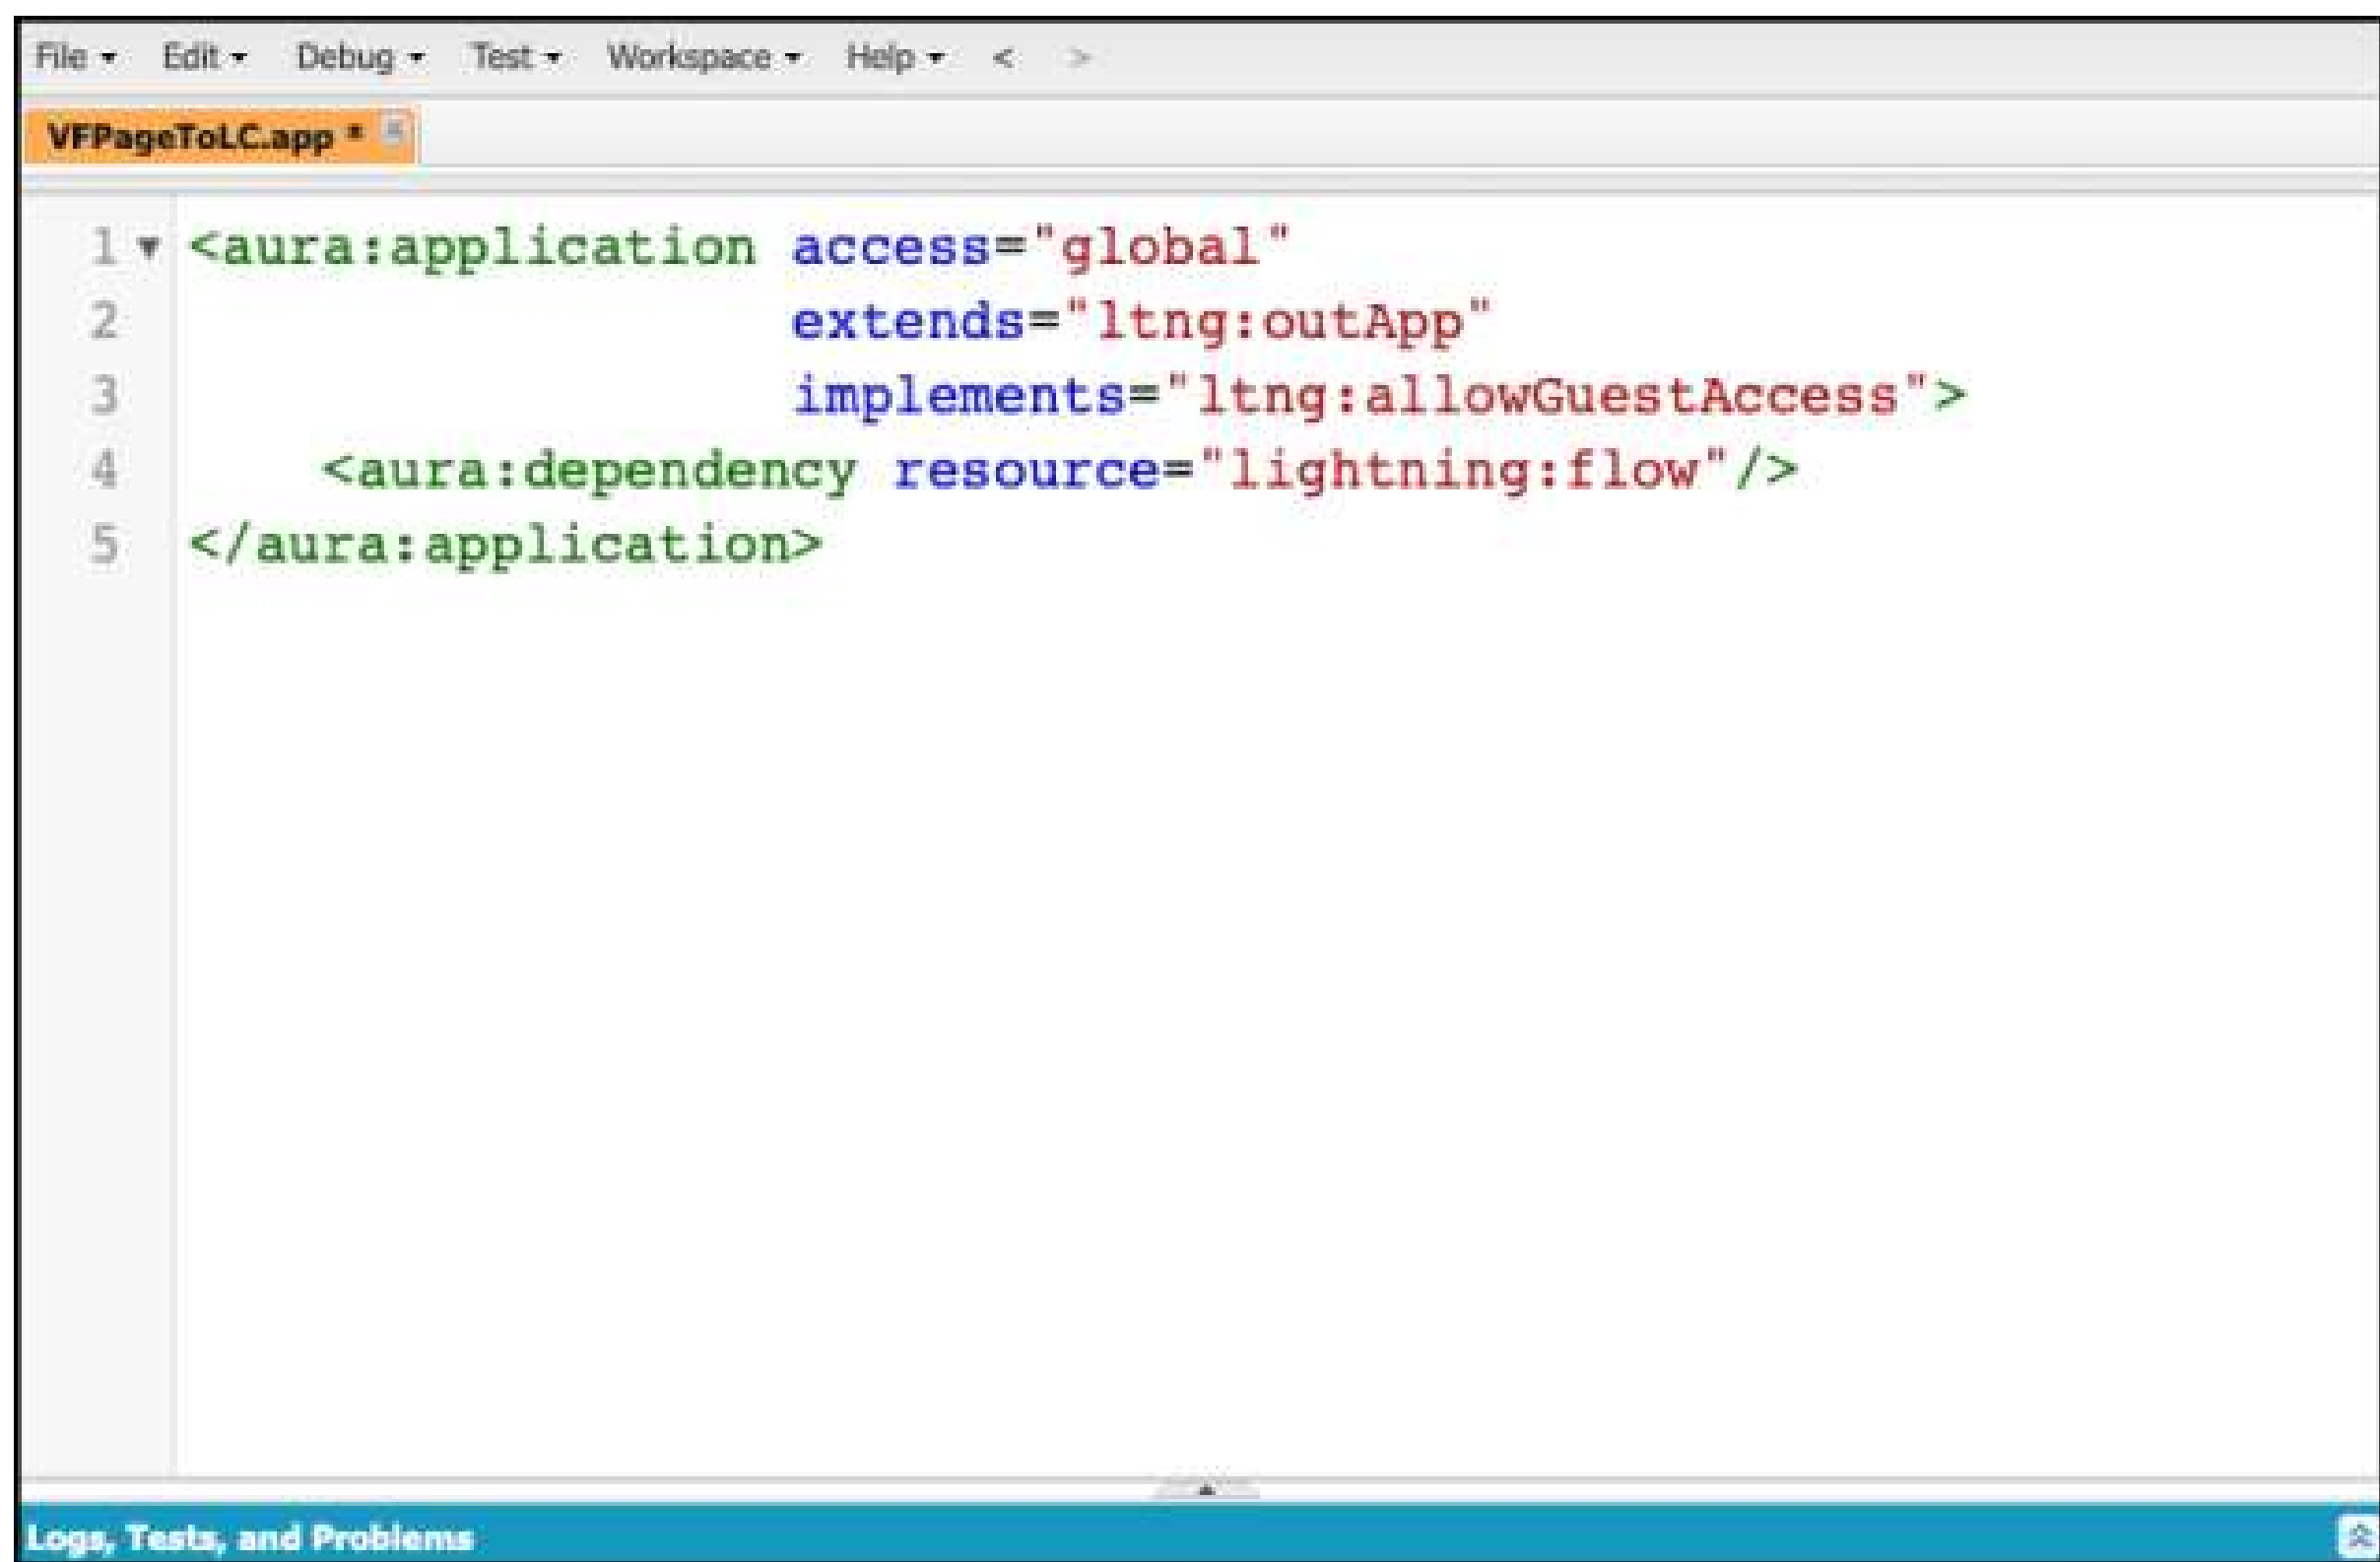 File Edit Debug Test Workspace Help < >
VFPageToLC.app *
1 <aura:application access="global"
2 extends="ltng:outApp"
3 implements="ltng:allowGuestAccess">
4 <aura:dependency resource="lightning:flow"/>
5 </aura:application>
Logs, Tests, and Problems